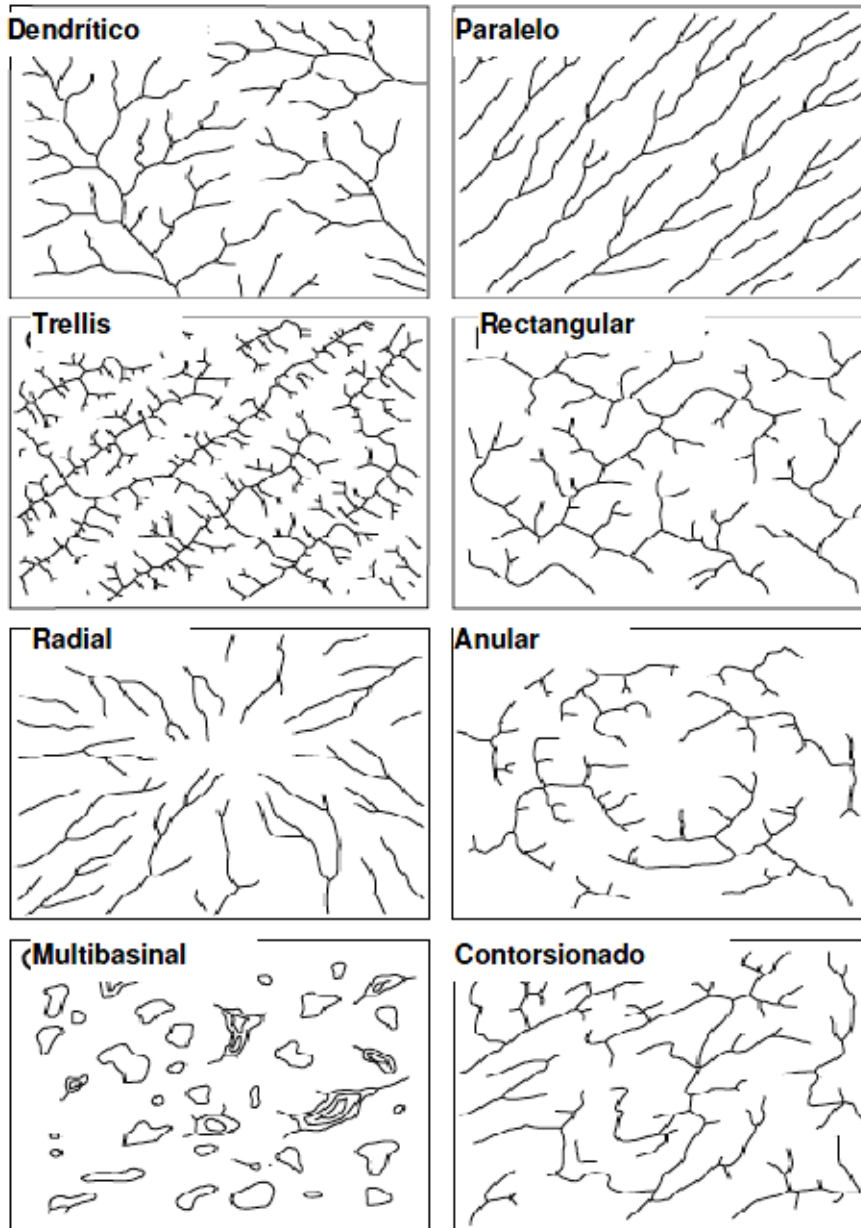 Dendrítico
Paralelo
Trellis
Rectangular
Radial
Anular
Multibasinal
Contorsionado